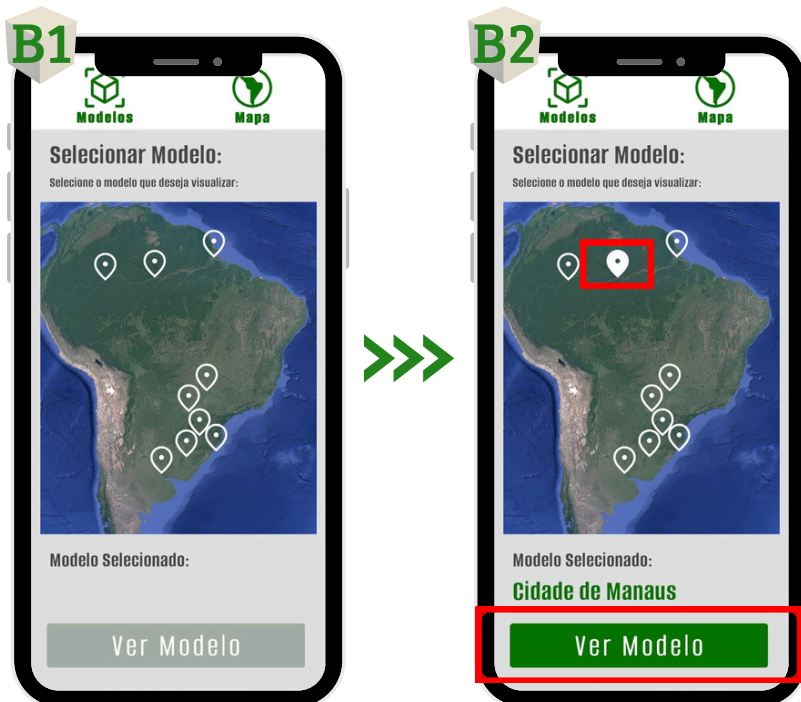 B1
Modelos
Mapa
Selecionar Modelo:
Selecione o modelo que deseja visualizar:
Modelo Selecionado:
Ver Modelo
B2
Modelos
Mapa
Selecionar Modelo:
Selecione o modelo que deseja visualizar:
Modelo Selecionado:
Cidade de Manaus
Ver Modelo